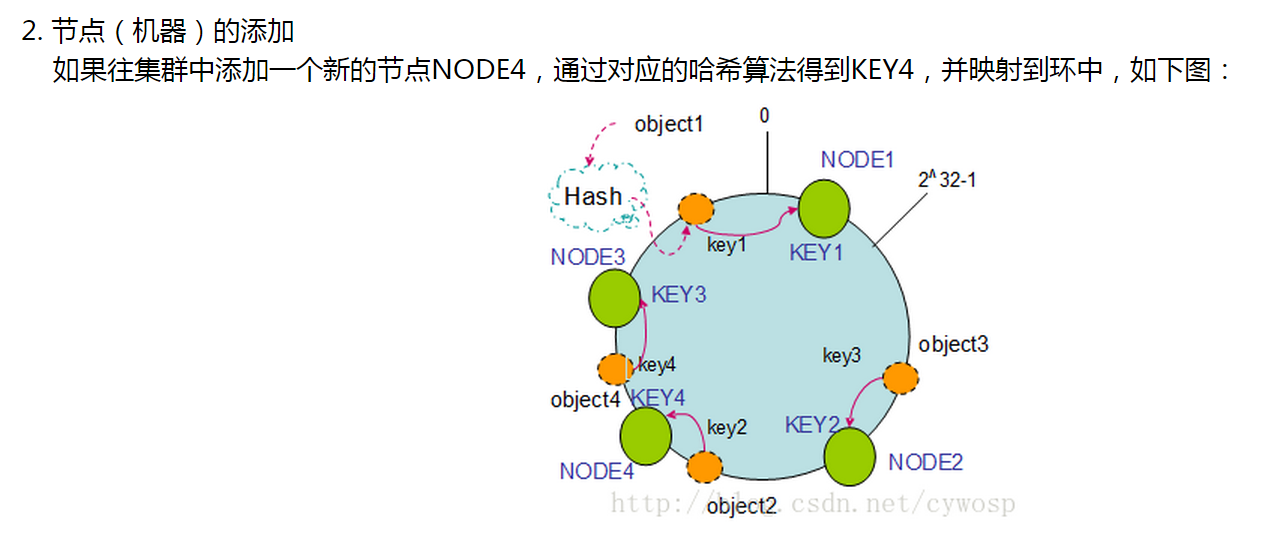 2. 节点（机器）的添加
如果往集群中添加一个新的节点NODE4，通过对应的哈希算法得到KEY4，并映射到环中，如下图：
object1
0
NODE1
2^32-1
Hash
key1
KEY1
NODE3
KEY3
object3
key3
key4
object4
KEY4
key2
KEY2
NODE4
NODE2
object2
http://blog.csdn.net/cywosp